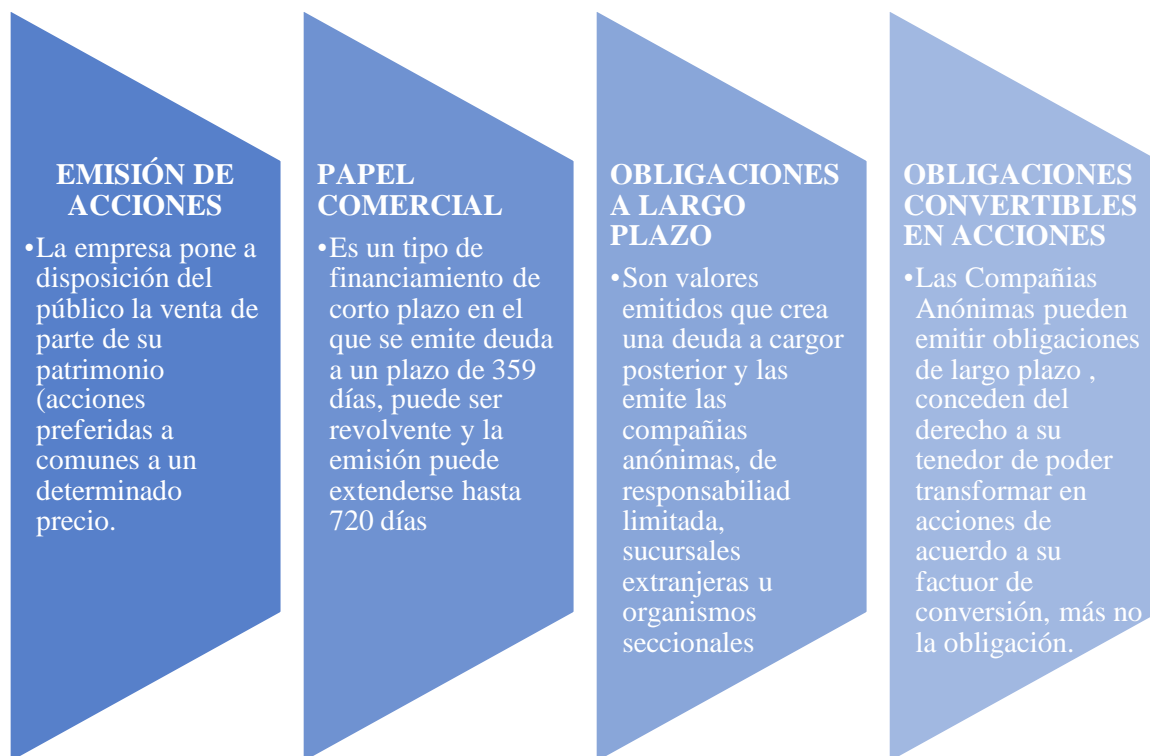 EMISIÓN DE
ACCIONES
•La empresa pone a
disposición del
público la venta de
parte de su
patrimonio
(acciones
preferidas a
comunes a un
determinado
precio.
PAPEL
COMERCIAL
•Es un tipo de
financiamiento de
corto plazo en el
que se emite deuda
a un plazo de 359
días, puede ser
revolvente y la
emisión puede
extenderse hasta
720 días
OBLIGACIONES
A LARGO
PLAZO
•Son valores
emitidos que crea
una deuda a cargor
posterior y las
emite las
compañias
anónimas, de
responsabiliad
limitada,
sucursales
extranjeras u
organismos
seccionales
OBLIGACIONES
CONVERTIBLES
EN ACCIONES
•Las Compañias
Anónimas pueden
emitir obligaciones
de largo plazo ,
conceden del
derecho a su
tenedor de poder
transformar en
acciones de
acuerdo a su
factuor de
conversión, más no
la obligación.